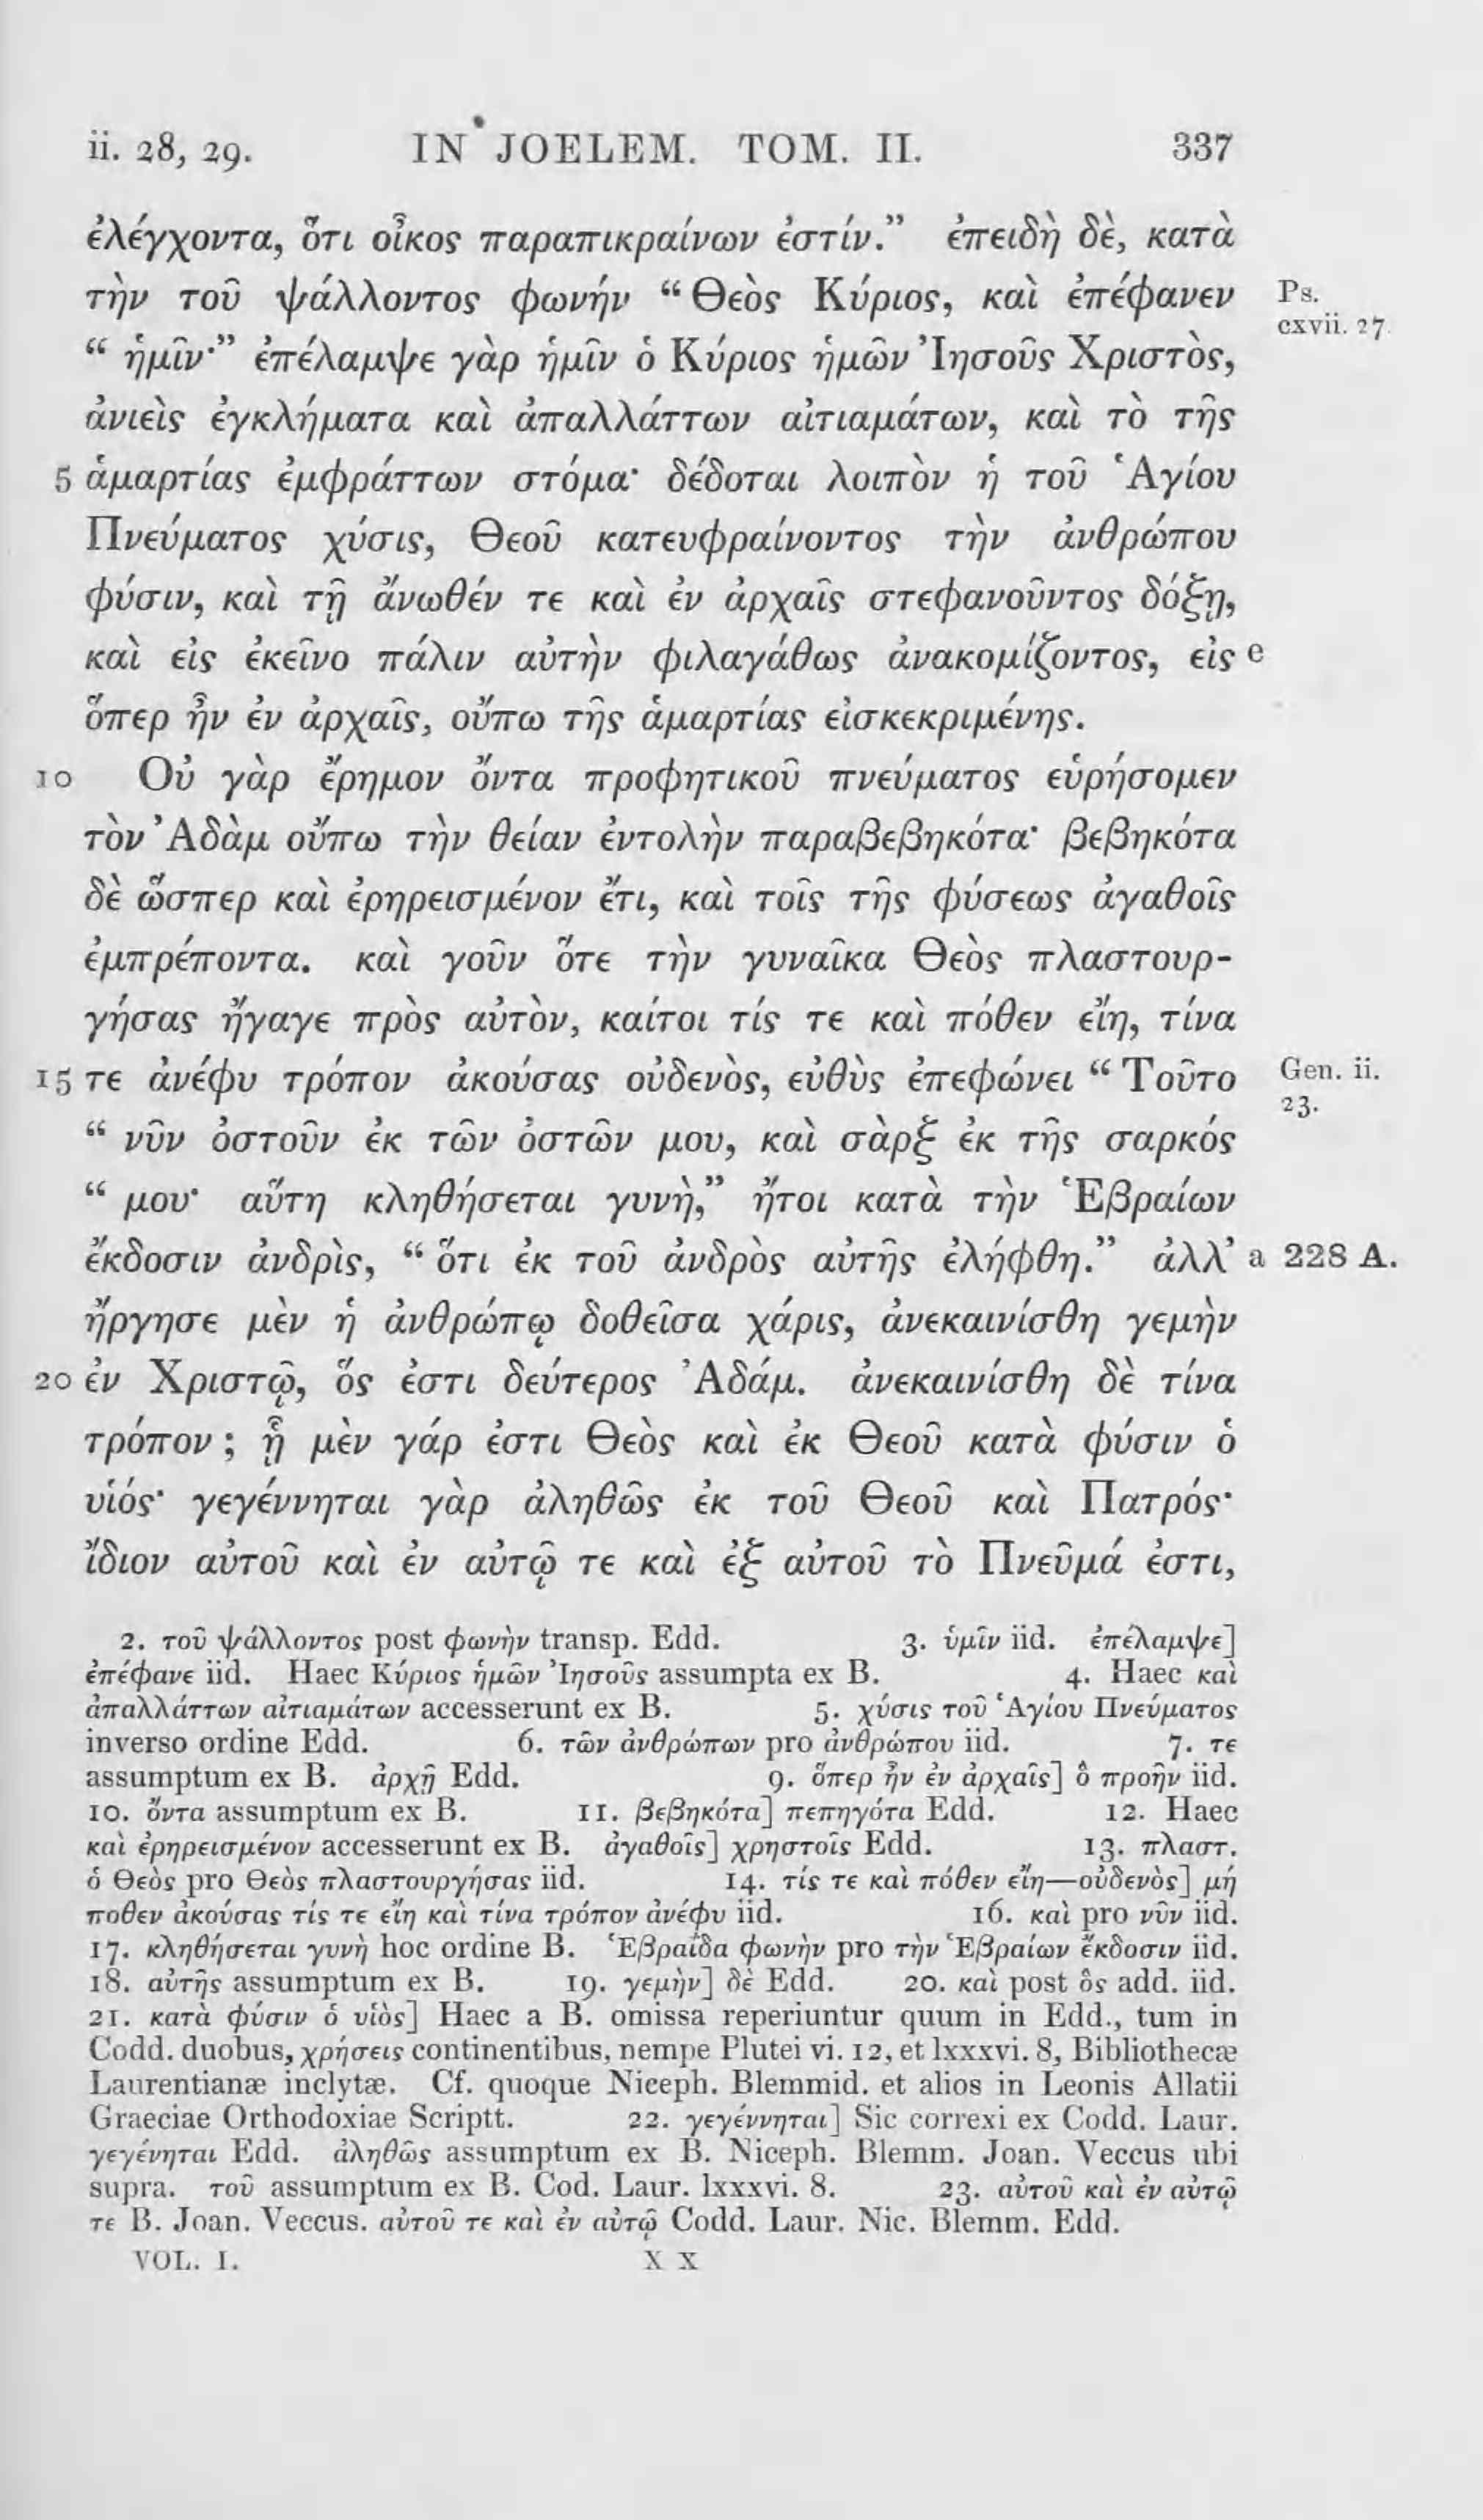 ii. 28, 29. IN JOELEM. TOM. II. 337
ἐλέγχοντα, ὅτι οἶκος παραπικραίνων ἐστίν.” ἐπειδὴ δὲ, κατὰ
τὴν τοῦ ψάλλοντος φωνήν “ Θεὸς Κύριος, καὶ ἐπέφανεν Ps. cxvii. 27.
“ ἡμῖν·” ἐπέλαμψε γὰρ ἡμῖν ὁ Κύριος ἡμῶν Ἰησοῦς Χριστὸς,
ἀνιεὶς ἐγκλήματα καὶ ἀπαλλάττων αἰτιαμάτων, καὶ τὸ τῆς
5 ἁμαρτίας ἐμφράττων στόμα· δέδοται λοιπὸν ἡ τοῦ Ἁγίου
Πνεύματος χύσις, Θεοῦ κατευφραίνοντος τὴν ἀνθρώπου
φύσιν, καὶ τῇ ἄνωθέν τε καὶ ἐν ἀρχαῖς στεφανοῦντος δόξῃ,
καὶ εἰς ἐκεῖνο πάλιν αὐτὴν φιλαγάθως ἀνακομίζοντος, εἰς e
ὅπερ ἦν ἐν ἀρχαῖς, οὔπω τῆς ἁμαρτίας εἰσκεκριμένης.
10 Οὐ γὰρ ἔρημον ὄντα προφητικοῦ πνεύματος εὑρήσομεν
τὸν Ἀδὰμ οὔπω τὴν θείαν ἐντολὴν παραβεβηκότα· βεβηκότα
δὲ ὥσπερ καὶ ἐρηρεισμένον ἔτι, καὶ τοῖς τῆς φύσεως ἀγαθοῖς
ἐμπρέποντα. καὶ γοῦν ὅτε τὴν γυναῖκα Θεὸς πλαστουρ-
γήσας ἤγαγε πρὸς αὐτὸν, καίτοι τίς τε καὶ πόθεν εἴη, τίνα
15 τε ἀνέφυ τρόπον ἀκούσας οὐδενὸς, εὐθὺς ἐπεφώνει “ Τοῦτο Gen. ii. 23.
“ νῦν ὀστοῦν ἐκ τῶν ὀστῶν μου, καὶ σὰρξ ἐκ τῆς σαρκός
“ μου· αὕτη κληθήσεται γυνὴ,” ἤτοι κατὰ τὴν Ἑβραίων
ἔκδοσιν ἀνδρὶς, “ ὅτι ἐκ τοῦ ἀνδρὸς αὐτῆς ἐλήφθη.” ἀλλ’ a 228 A.
ἤργησε μὲν ἡ ἀνθρώπῳ δοθεῖσα χάρις, ἀνεκαινίσθη γεμὴν
20 ἐν Χριστῷ, ὅς ἐστι δεύτερος Ἀδάμ. ἀνεκαινίσθη δὲ τίνα
τρόπον ; ᾗ μὲν γάρ ἐστι Θεὸς καὶ ἐκ Θεοῦ κατὰ φύσιν ὁ
υἱός· γεγέννηται γὰρ ἀληθῶς ἐκ τοῦ Θεοῦ καὶ Πατρός·
ἴδιον αὐτοῦ καὶ ἐν αὐτῷ τε καὶ ἐξ αὐτοῦ τὸ Πνεῦμά ἐστι,
2. τοῦ ψάλλοντος post φωνὴν transp. Edd. 3. ὑμῖν iid. ἐπέλαμψε]
ἐπέφανε iid. Haec Κύριος ἡμῶν Ἰησοῦς assumpta ex B. 4. Haec καὶ
ἀπαλλάττων αἰτιαμάτων accesserunt ex B. 5. χύσις τοῦ Ἁγίου Πνεύματος
inverso ordine Edd. 6. τῶν ἀνθρώπων pro ἀνθρώπου iid. 7. τε
assumptum ex B. ἀρχῇ Edd. 9. ὅπερ ἦν ἐν ἀρχαῖς] ὃ προῆν iid.
10. ὄντα assumptum ex B. 11. βεβηκότα] πεπηγότα Edd. 12. Haec
καὶ ἐρηρεισμένον accesserunt ex B. ἀγαθοῖς] χρηστοῖς Edd. 13. πλαστ.
ὁ Θεὸς pro Θεὸς πλαστουργήσας iid. 14. τίς τε καὶ πόθεν εἴη—οὐδενὸς] μή
ποθεν ἀκούσας τίς τε εἴη καὶ τίνα τρόπον ἀνέφυ iid. 16. καὶ pro νῦν iid.
17. κληθήσεται γυνὴ hoc ordine B. Ἑβραΐδα φωνὴν pro τὴν Ἑβραίων ἔκδοσιν iid.
18. αὐτῆς assumptum ex B. 19. γεμὴν] δὲ Edd. 20. καὶ post ὃς add. iid.
21. κατὰ φύσιν ὁ υἱὸς] Haec a B. omissa reperiuntur quum in Edd., tum in
Codd. duobus, χρήσεις continentibus, nempe Plutei vi. 12, et lxxxvi. 8, Bibliothecæ
Laurentianæ inclytæ. Cf. quoque Niceph. Blemmid. et alios in Leonis Allatii
Graeciae Orthodoxiae Scriptt. 22. γεγέννηται] Sic correxi ex Codd. Laur.
γεγένηται Edd. ἀληθῶς assumptum ex B. Niceph. Blemm. Joan. Veccus ubi
supra. τοῦ assumptum ex B. Cod. Laur. lxxxvi. 8. 23. αὐτοῦ καὶ ἐν αὐτῷ
τε B. Joan. Veccus. αὐτοῦ τε καὶ ἐν αὐτῷ Codd. Laur. Nic. Blemm. Edd.
VOL. I. X X